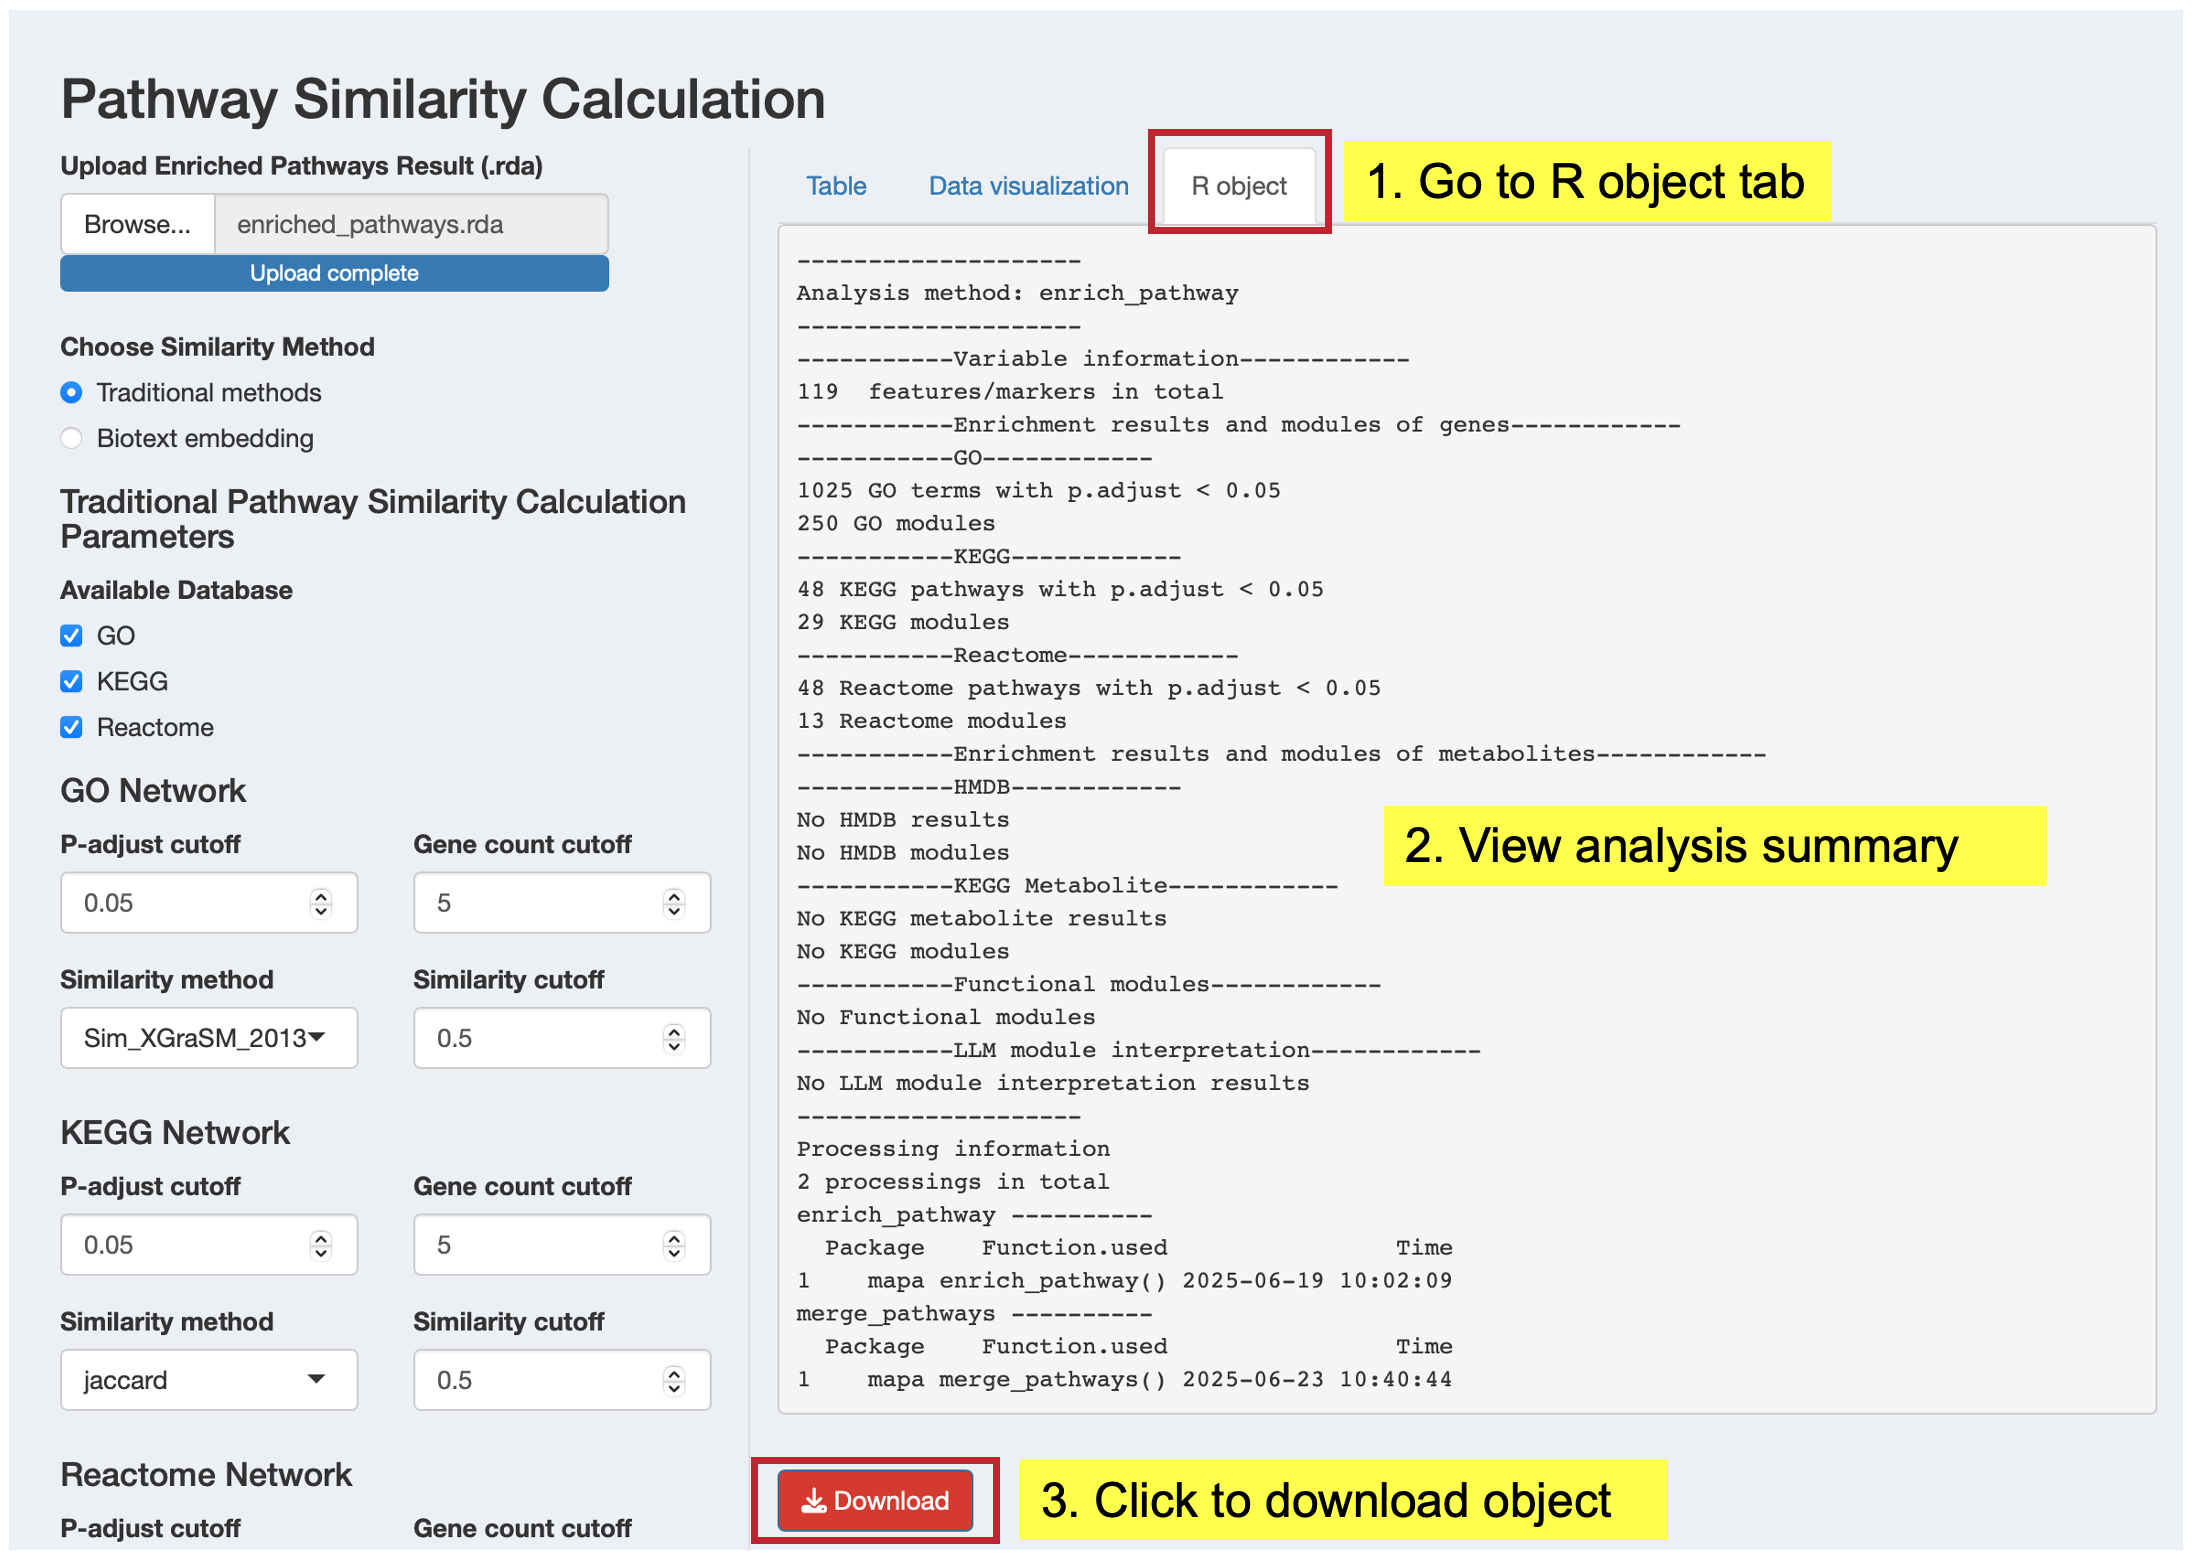 Pathway Similarity Calculation
Upload Enriched Pathways Result (.rda)
Browse...
enriched_pathways.rda
Upload complete
Choose Similarity Method
Traditional methods
Biotext embedding
Traditional Pathway Similarity Calculation
Parameters
Available Database
GO
KEGG
Reactome
GO Network
P-adjust cutoff
Gene count cutoff
0.05
5
Similarity method
Similarity cutoff
Sim_XGraSM_2013
0.5
KEGG Network
P-adjust cutoff
Gene count cutoff
0.05
5
Similarity method
Similarity cutoff
jaccard
0.5
Reactome Network
P-adjust cutoff
Gene count cutoff
Table
Data visualization
R object
1. Go to R object tab
--------------------
Analysis method: enrich_pathway
--------------------
-----------Variable information------------
119  features/markers in total
-----------Enrichment results and modules of genes------------
-----------GO------------
1025 GO terms with p.adjust < 0.05
250 GO modules
-----------KEGG------------
48 KEGG pathways with p.adjust < 0.05
29 KEGG modules
-----------Reactome------------
48 Reactome pathways with p.adjust < 0.05
13 Reactome modules
-----------Enrichment results and modules of metabolites------------
-----------HMDB------------
No HMDB results
No HMDB modules
-----------KEGG Metabolite------------
No KEGG metabolite results
No KEGG modules
-----------Functional modules------------
No Functional modules
-----------LLM module interpretation------------
No LLM module interpretation results
--------------------
Processing information
2 processings in total
enrich_pathway ----------
  Package    Function.used                Time
1    mapa enrich_pathway() 2025-06-19 10:02:09
merge_pathways ----------
  Package    Function.used                Time
1    mapa merge_pathways() 2025-06-23 10:40:44
2. View analysis summary
Download
3. Click to download object